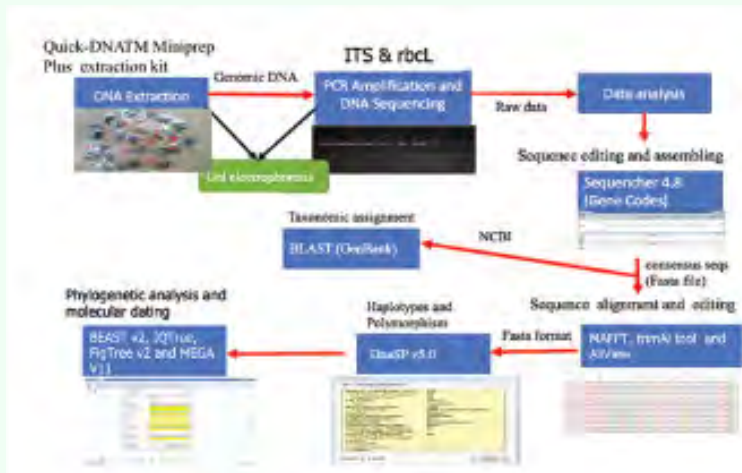 Quick-DNATM Miniprep
Plus extraction kit
ITS & rbcL
Genomic DNA
DNA Extraction
PCR Amplification and
DNA Sequencing
Raw data
Data analysis
Gel electrophoresis
Sequence editing and assembling
Sequencher 4.8
(Gene Codes)
Taxonomic assignment
BLAST (GenBank)
NCBI
consensus seqs
(Fasta file)
Phylogenetic analysis and
molecular dating
Haplotypes and
Polymorphism
Sequence alignment and editing
BEAST v2, IQTree,
FigTree v2 and MEGA
V11
DnaSP v5.0
Fasta format
MAFFT, trimAl tool and
AliView